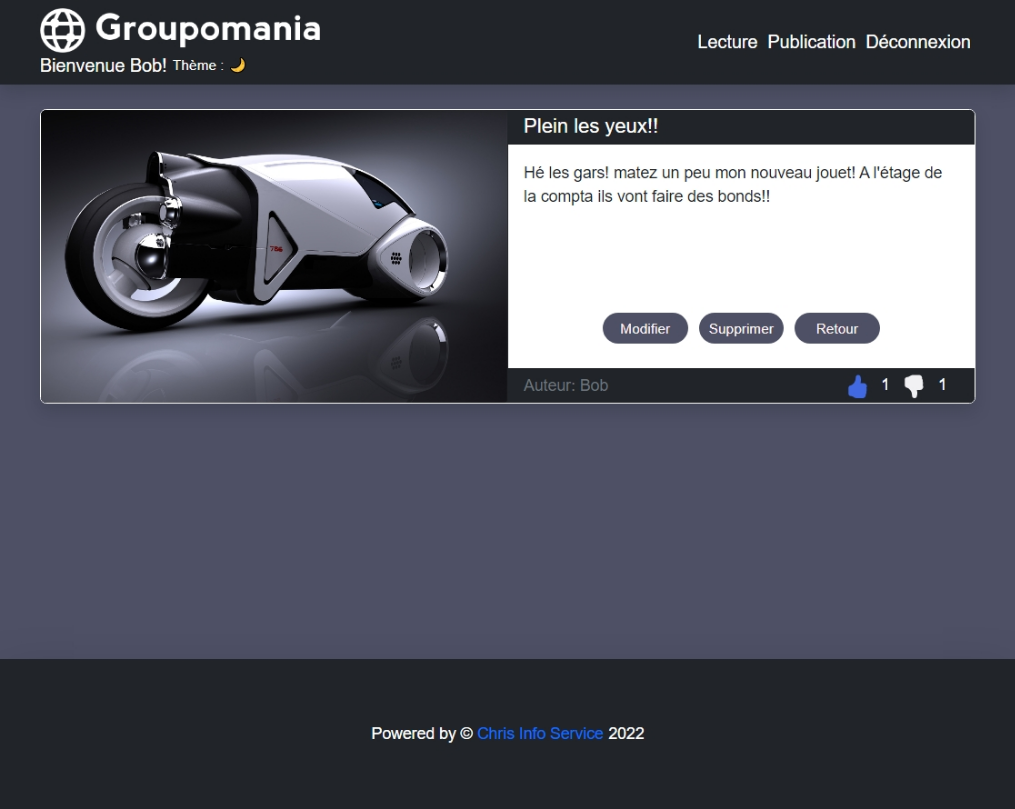 Groupomania
Bienvenue Bob! Thème : 🌙
Lecture Publication Déconnexion
Plein les yeux!!
Hé les gars! matez un peu mon nouveau jouet! A l'étage de
la compta ils vont faire des bonds!!
Modifier Supprimer Retour
Auteur: Bob
1 1
Powered by © Chris Info Service 2022